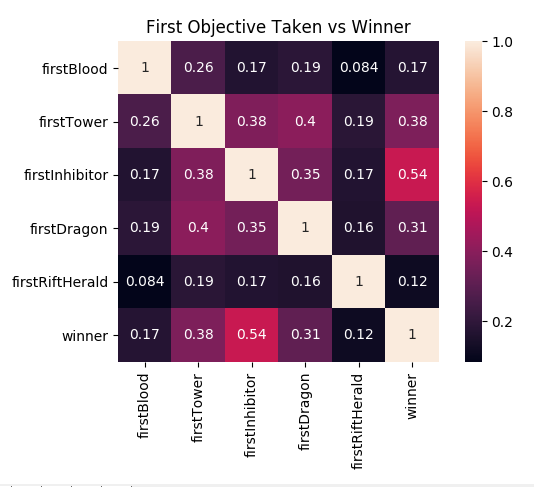 First Objective Taken vs Winner
firstBlood 1 0.26 0.17 0.19 0.084 0.17
firstTower 0.26 1 0.38 0.4 0.19 0.38
firstInhibitor 0.17 0.38 1 0.35 0.17 0.54
firstDragon 0.19 0.4 0.35 1 0.16 0.31
firstRiftHerald 0.084 0.19 0.17 0.16 1 0.12
winner 0.17 0.38 0.54 0.31 0.12 1
firstBlood
firstTower
firstInhibitor
firstDragon
firstRiftHerald
winner
1.0
0.8
0.6
0.4
0.2